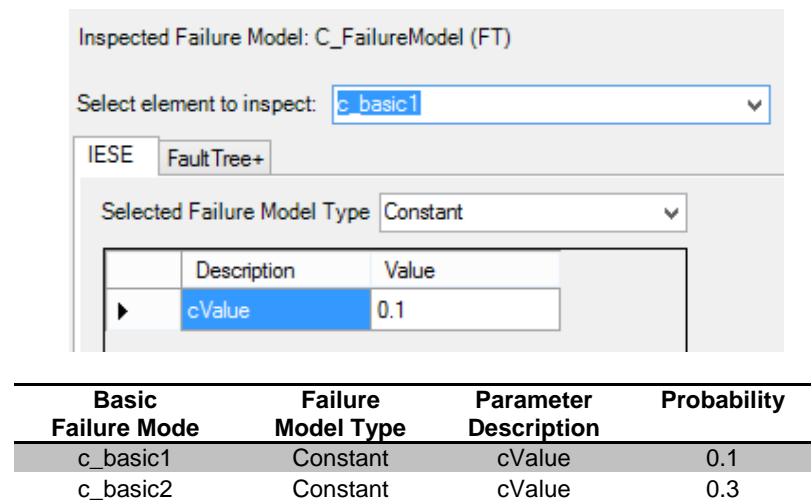 Inspected Failure Model: C_FailureModel (FT)
Select element to inspect: c_basic1
IESE FaultTree+
Selected Failure Model Type Constant
Description Value
cValue 0.1
Basic Failure Parameter Probability
Failure Mode Model Type Description
c_basic1 Constant cValue 0.1
c_basic2 Constant cValue 0.3